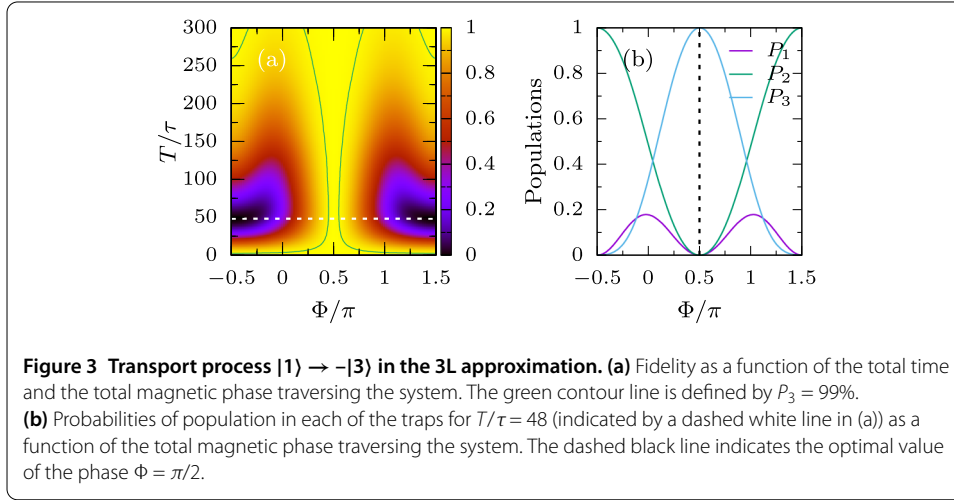 (a)
T/τ
300
250
200
150
100
50
0
−0.5 0 0.5 1 1.5
Φ/π
1
0.8
0.6
0.4
0.2
0
(b)
P₁
P₂
P₃
Populations
1
0.8
0.6
0.4
0.2
0
−0.5 0 0.5 1 1.5
Φ/π
Figure 3 Transport process |1⟩ → –|3⟩ in the 3L approximation. (a) Fidelity as a function of the total time
and the total magnetic phase traversing the system. The green contour line is defined by P₃ = 99%.
(b) Probabilities of population in each of the traps for T/τ = 48 (indicated by a dashed white line in (a)) as a
function of the total magnetic phase traversing the system. The dashed black line indicates the optimal value
of the phase Φ = π/2.